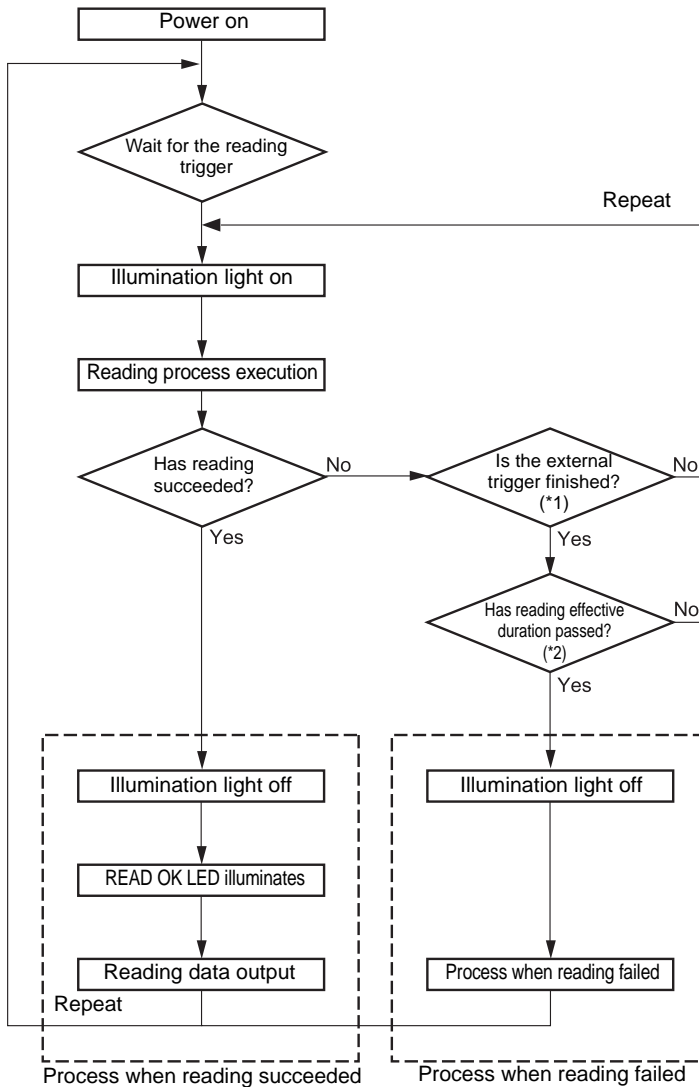 Power on
Wait for the reading
trigger
Repeat
Illumination light on
Reading process execution
Has reading
succeeded?
No
Is the external
trigger finished?
(*1)
No
Yes
Yes
Has reading effective
duration passed?
(*2)
No
Yes
Illumination light off
READ OK LED illuminates
Reading data output
Repeat
Process when reading succeeded
Illumination light off
Process when reading failed
Process when reading failed